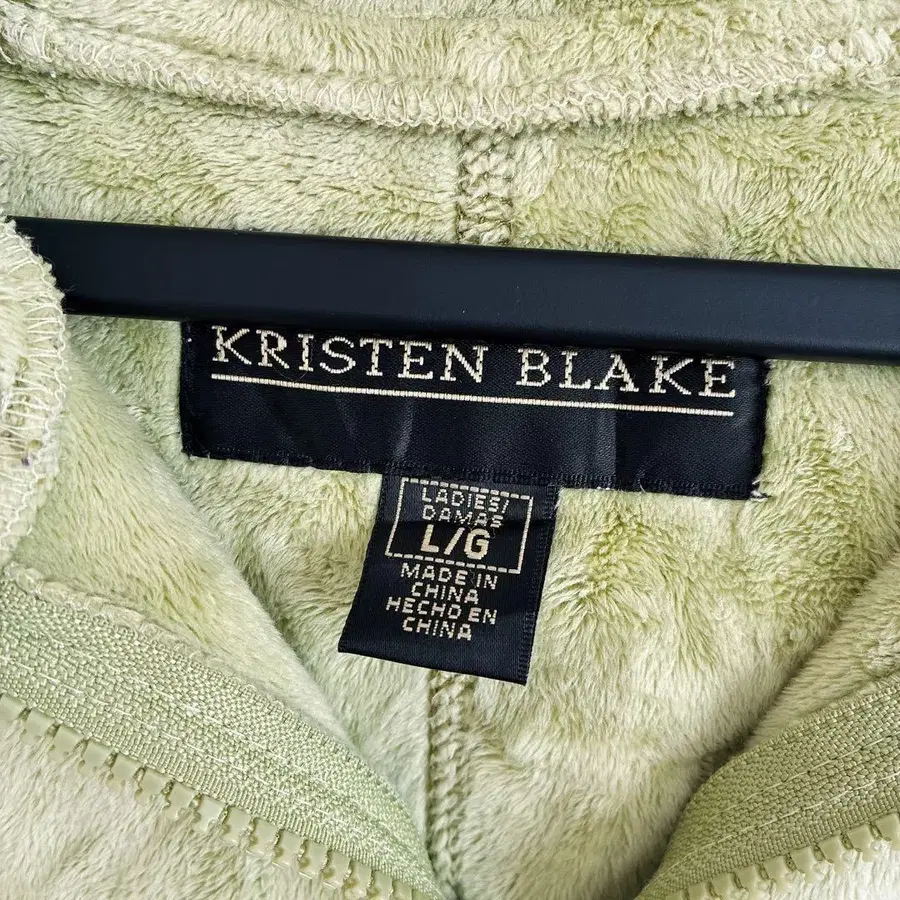 KRISTEN BLAKE
LADIES/
DAMAS
L/G
MADE IN
CHINA
HECHO EN
CHINA